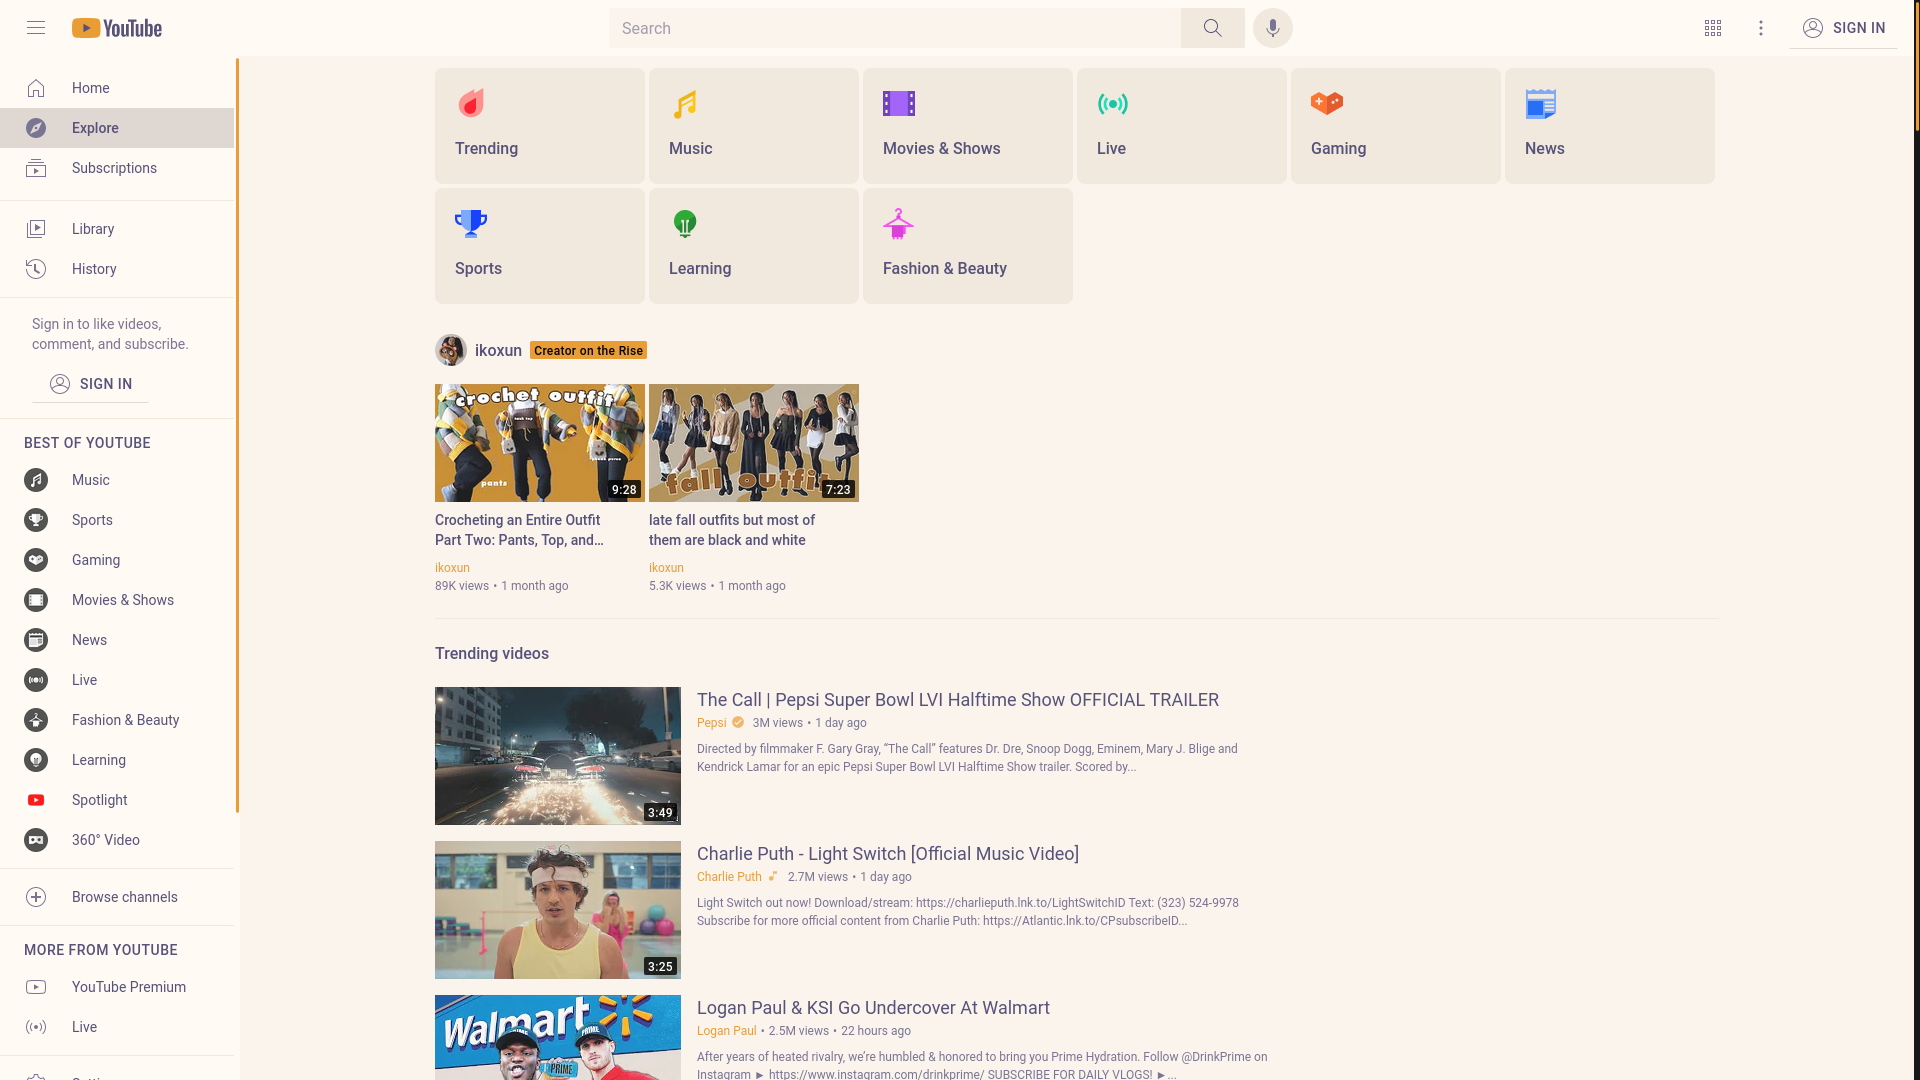 YouTube
Search
SIGN IN
Home
Explore
Subscriptions
Library
History
Sign in to like videos,
comment, and subscribe.
SIGN IN
BEST OF YOUTUBE
Music
Sports
Gaming
Movies & Shows
News
Live
Fashion & Beauty
Learning
Spotlight
360° Video
Browse channels
MORE FROM YOUTUBE
YouTube Premium
Live
Trending
Music
Movies & Shows
Live
Gaming
News
Sports
Learning
Fashion & Beauty
ikoxun Creator on the Rise
crochet outfit
tank top
pants
9:28
Crocheting an Entire Outfit
Part Two: Pants, Top, and...
ikoxun
89K views • 1 month ago
fall outfi
7:23
late fall outfits but most of
them are black and white
ikoxun
5.3K views • 1 month ago
Trending videos
3:49
The Call | Pepsi Super Bowl LVI Halftime Show OFFICIAL TRAILER
Pepsi 3M views • 1 day ago
Directed by filmmaker F. Gary Gray, “The Call” features Dr. Dre, Snoop Dogg, Eminem, Mary J. Blige and
Kendrick Lamar for an epic Pepsi Super Bowl LVI Halftime Show trailer. Scored by...
3:25
Charlie Puth - Light Switch [Official Music Video]
Charlie Puth 2.7M views • 1 day ago
Light Switch out now! Download/stream: https://charlieputh.lnk.to/LightSwitchID Text: (323) 524-9978
Subscribe for more official content from Charlie Puth: https://Atlantic.lnk.to/CPsubscribeID...
Walmart
PRIME
PRIME
Logan Paul & KSI Go Undercover At Walmart
Logan Paul • 2.5M views • 22 hours ago
After years of heated rivalry, we’re humbled & honored to bring you Prime Hydration. Follow @DrinkPrime on
Instagram ► https://www.instagram.com/drinkprime/ SUBSCRIBE FOR DAILY VLOGS! ►...